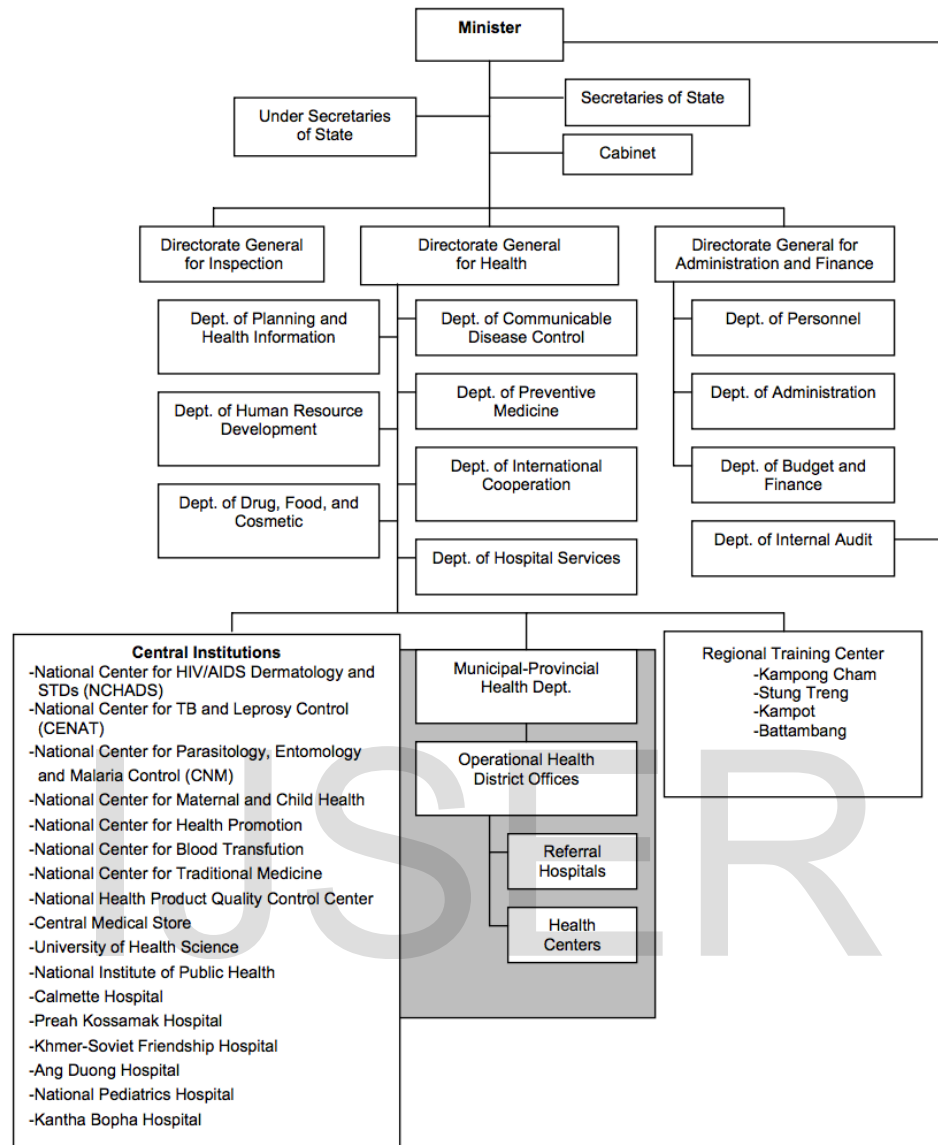 Minister
Secretaries of State
Under Secretaries
of State
Cabinet
Directorate General
for Inspection
Directorate General
for Health
Directorate General for
Administration and Finance
Dept. of Planning and
Health Information
Dept. of Human Resource
Development
Dept. of Drug, Food, and
Cosmetic
Dept. of Communicable
Disease Control
Dept. of Preventive
Medicine
Dept. of International
Cooperation
Dept. of Hospital Services
Dept. of Personnel
Dept. of Administration
Dept. of Budget and
Finance
Dept. of Internal Audit
Central Institutions
-National Center for HIV/AIDS Dermatology and
STDs (NCHADS)
-National Center for TB and Leprosy Control
(CENAT)
-National Center for Parasitology, Entomology
and Malaria Control (CNM)
-National Center for Maternal and Child Health
-National Center for Health Promotion
-National Center for Blood Transfution
-National Center for Traditional Medicine
-National Health Product Quality Control Center
-Central Medical Store
-University of Health Science
-National Institute of Public Health
-Calmette Hospital
-Preah Kossamak Hospital
-Khmer-Soviet Friendship Hospital
-Ang Duong Hospital
-National Pediatrics Hospital
-Kantha Bopha Hospital
Municipal-Provincial
Health Dept.
Operational Health
District Offices
Referral
Hospitals
Health
Centers
Regional Training Center
-Kampong Cham
-Stung Treng
-Kampot
-Battambang
IJSER